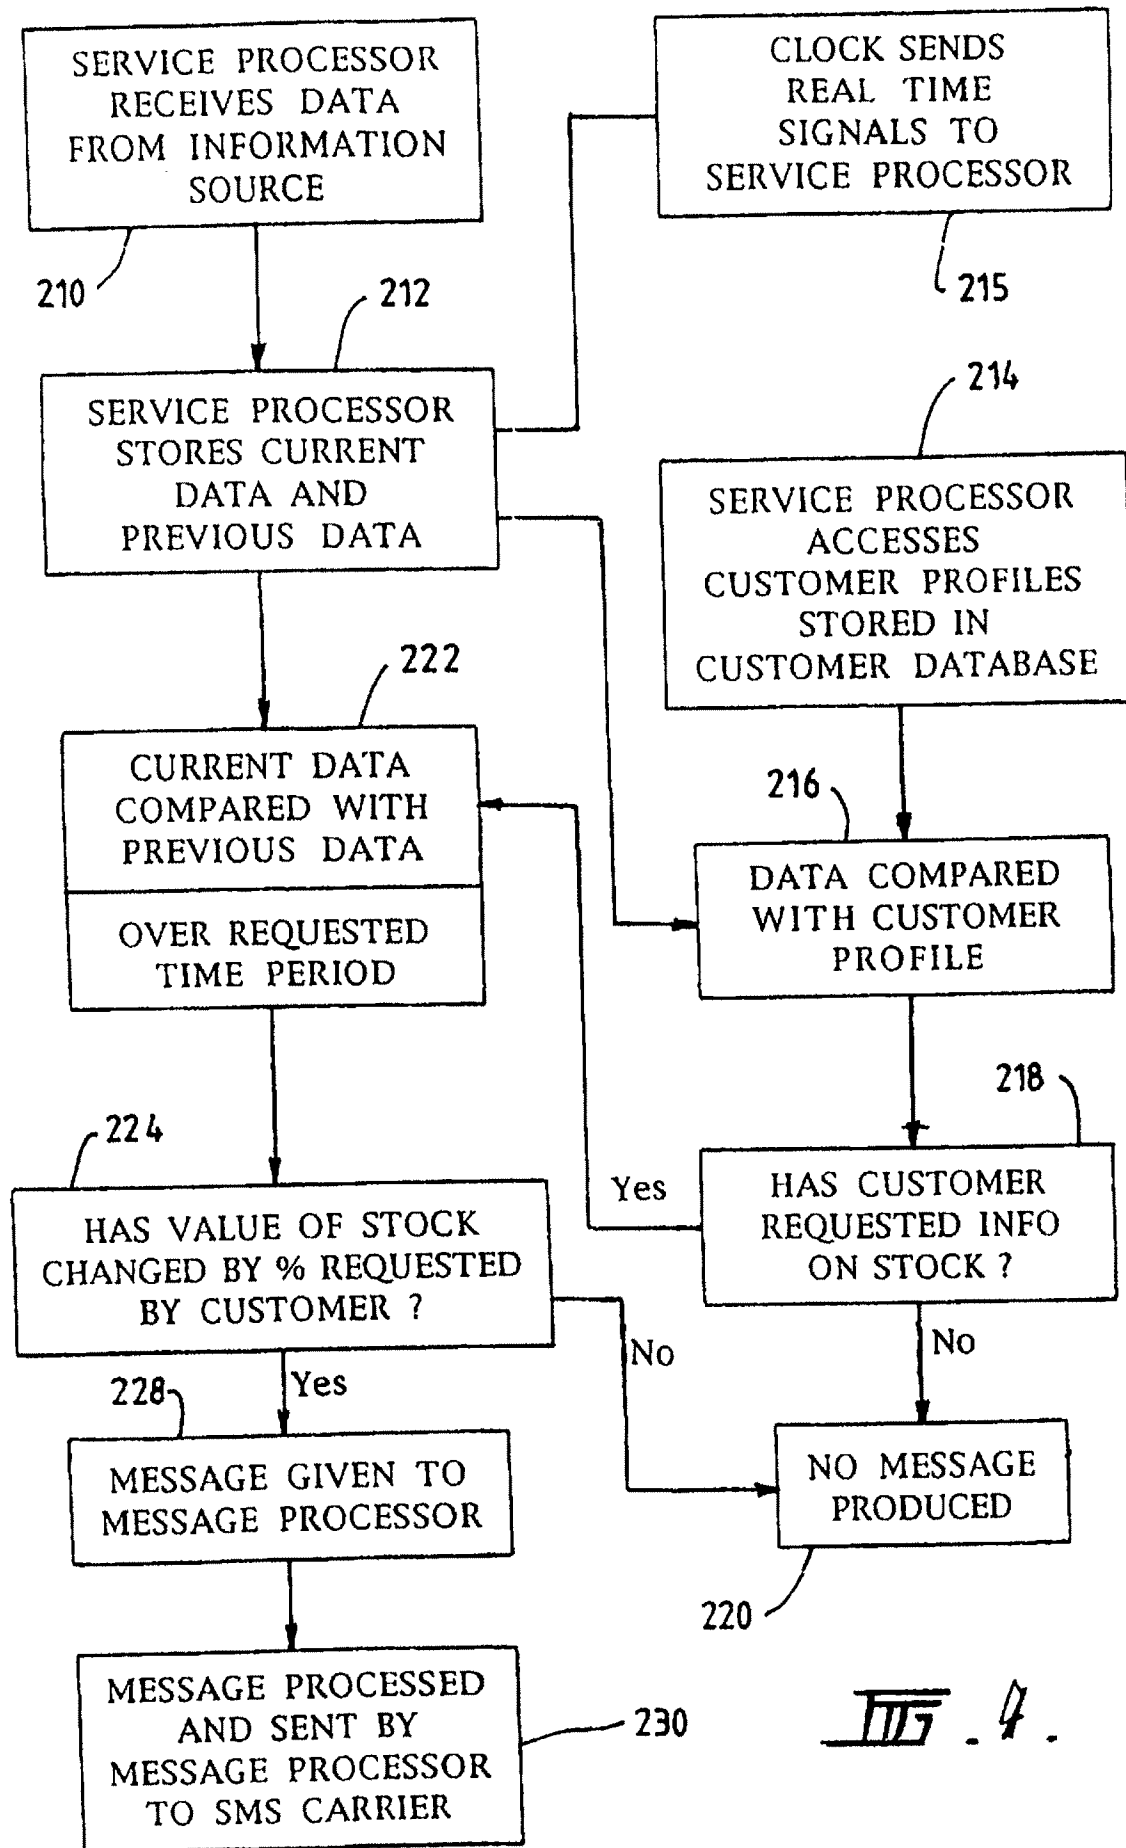 SERVICE PROCESSOR
RECEIVES DATA
FROM INFORMATION
SOURCE
210
CLOCK SENDS
REAL TIME
SIGNALS TO
SERVICE PROCESSOR
215
212
SERVICE PROCESSOR
STORES CURRENT
DATA AND
PREVIOUS DATA
214
SERVICE PROCESSOR
ACCESSES
CUSTOMER PROFILES
STORED IN
CUSTOMER DATABASE
222
CURRENT DATA
COMPARED WITH
PREVIOUS DATA
OVER REQUESTED
TIME PERIOD
216
DATA COMPARED
WITH CUSTOMER
PROFILE
218
HAS CUSTOMER
REQUESTED INFO
ON STOCK ?
Yes
No
224
HAS VALUE OF STOCK
CHANGED BY % REQUESTED
BY CUSTOMER ?
No
Yes
228
MESSAGE GIVEN TO
MESSAGE PROCESSOR
NO MESSAGE
PRODUCED
220
MESSAGE PROCESSED
AND SENT BY
MESSAGE PROCESSOR
TO SMS CARRIER
230
FIG.